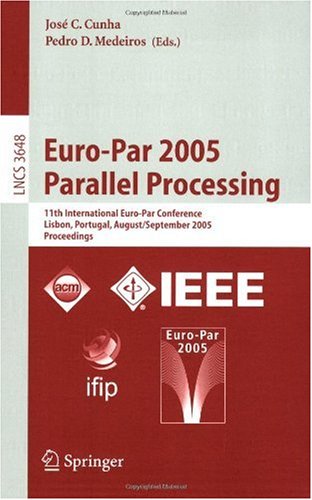 José C. Cunha
Pedro D. Medeiros (Eds.)
LNCS 3648
Euro-Par 2005
Parallel Processing
11th International Euro-Par Conference
Lisbon, Portugal, August/September 2005
Proceedings
acm
IEEE
ifip
Euro-Par
2005
Springer